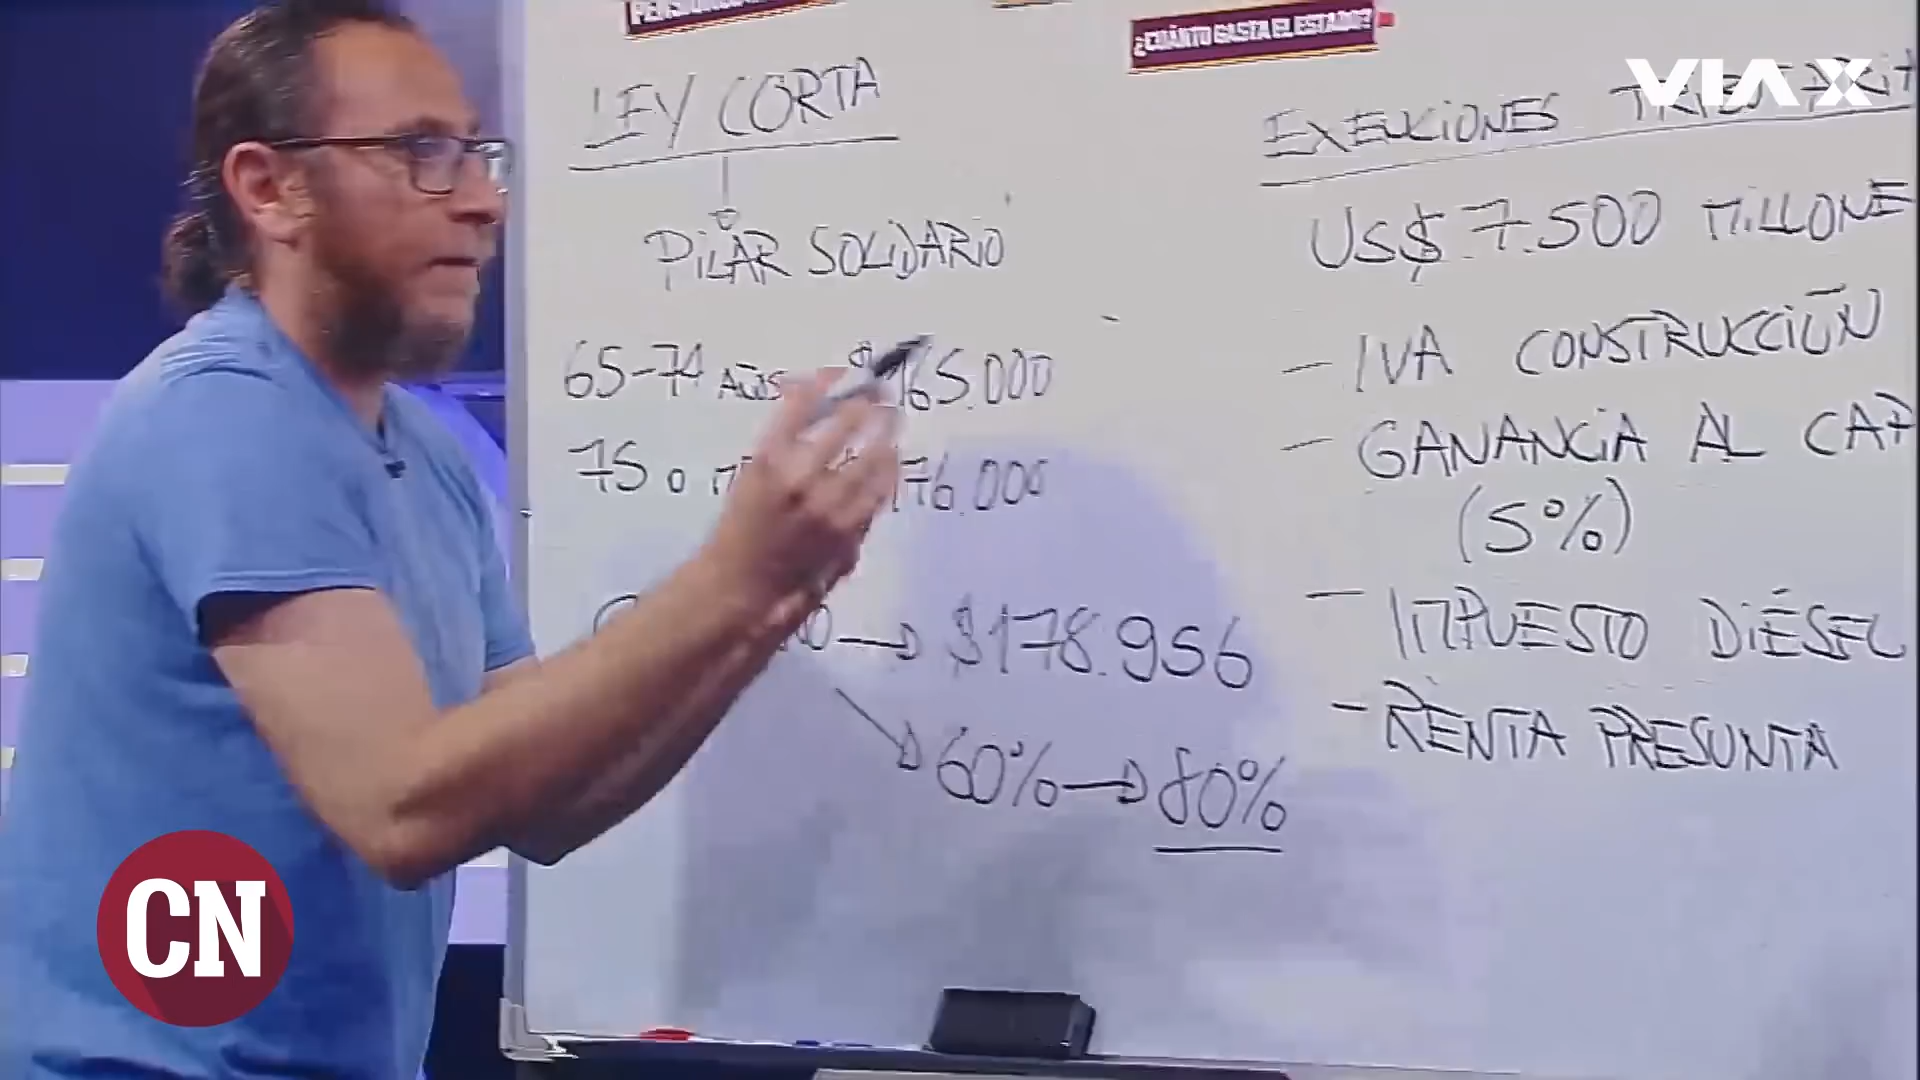 ¿CUÁNTO GASTA EL ESTADO?
VIA X
LEY CORTA
PILAR SOLIDARIO
65-74 AÑOS $165.000
75 o 176.000
$178.956
60% 80%
EXENCIONES
US$ 7.500 MILLONE
- IVA CONSTRUCCIÓN
- GANANCIA AL CAP
(5%)
- IMPUESTO DIÉSEL
- RENTA PRESUNTA
CN